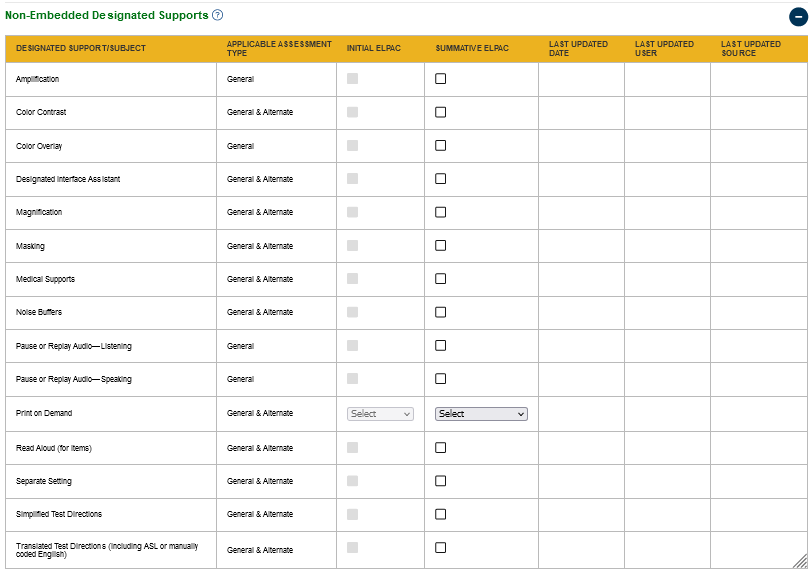 Non-Embedded Designated Supports ?
DESIGNATED SUPPORT/SUBJECT APPLICABLE ASSESSMENT TYPE INITIAL ELPAC SUMMATIVE ELPAC LAST UPDATED DATE LAST UPDATED USER LAST UPDATED SOURCE
Amplification General
Color Contrast General & Alternate
Color Overlay General
Designated Interface Assistant General & Alternate
Magnification General & Alternate
Masking General & Alternate
Medical Supports General & Alternate
Noise Buffers General & Alternate
Pause or Replay Audio—Listening General
Pause or Replay Audio—Speaking General
Print on Demand General & Alternate Select Select
Read Aloud (for items) General & Alternate
Separate Setting General & Alternate
Simplified Test Directions General & Alternate
Translated Test Directions (including ASL or manually coded English) General & Alternate